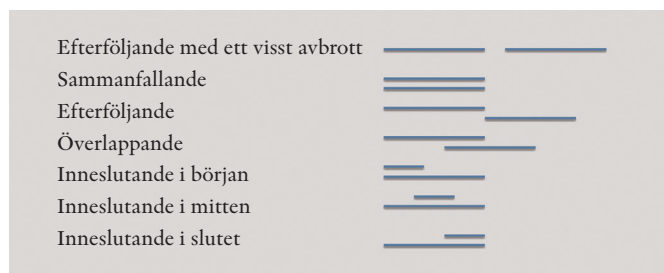 Efterföljande med ett visst avbrott
Sammanfallande
Efterföljande
Överlappande
Inneslutande i början
Inneslutande i mitten
Inneslutande i slutet